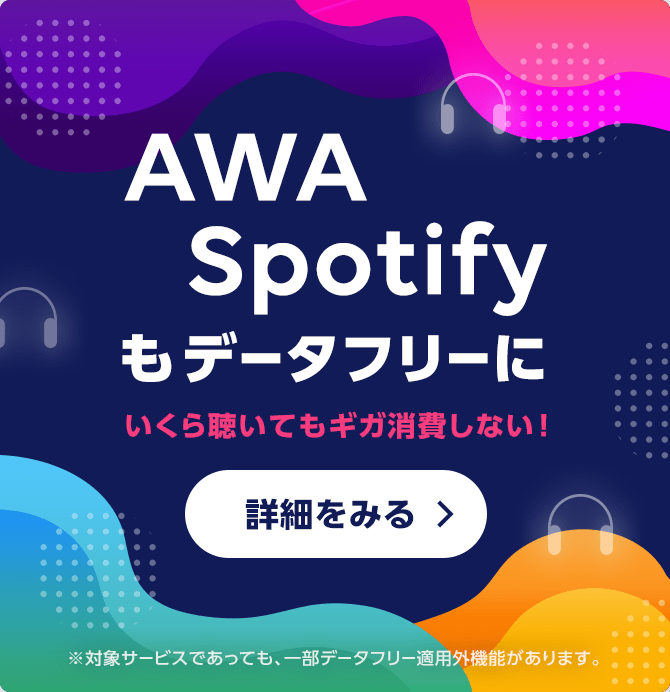 AWA
Spotify
もデータフリーに
いくら聴いてもギガ消費しない！
詳細をみる
※対象サービスであっても、一部データフリー適用外機能があります。